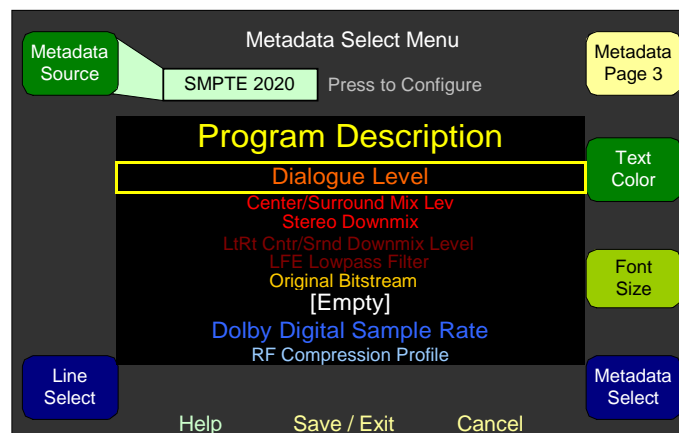 Metadata Select Menu
Metadata
Source
SMPTE 2020
Press to Configure
Metadata
Page 3
Program Description
Dialogue Level
Center/Surround Mix Lev
Stereo Downmix
LtRt Cntr/Srnd Downmix Level
LFE Lowpass Filter
Original Bitstream
[Empty]
Dolby Digital Sample Rate
RF Compression Profile
Text
Color
Font
Size
Line
Select
Metadata
Select
Help
Save / Exit
Cancel